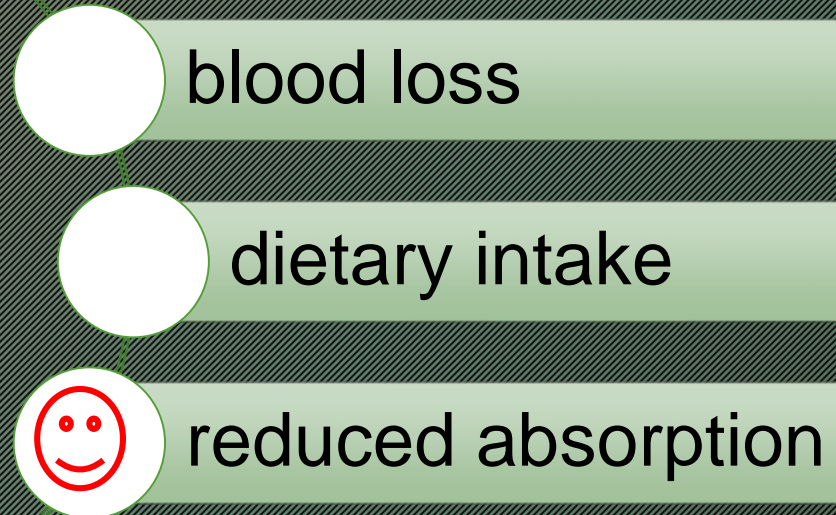 blood loss
dietary intake
reduced absorption